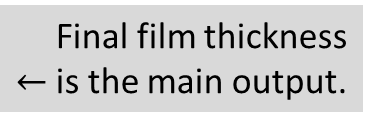 Final film thickness
← is the main output.